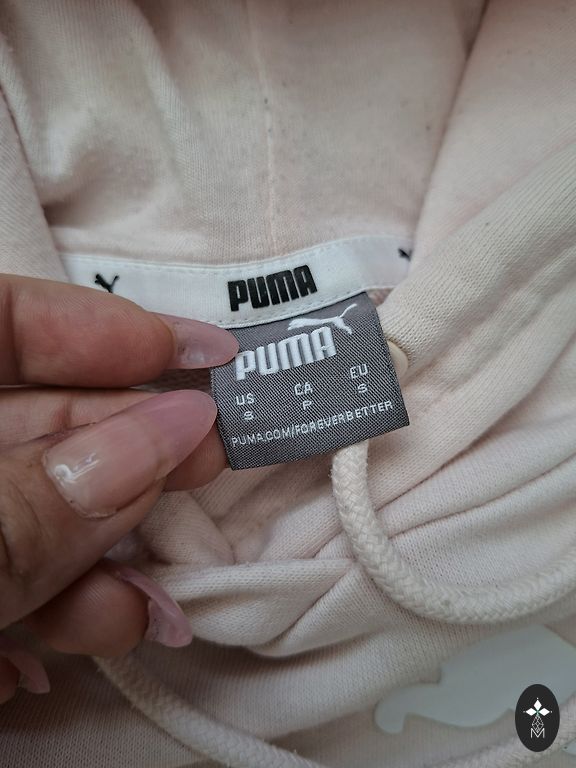 PUMA
PUMA
US CA EU
S P S
PUMA.COM/FOREVERBETTER